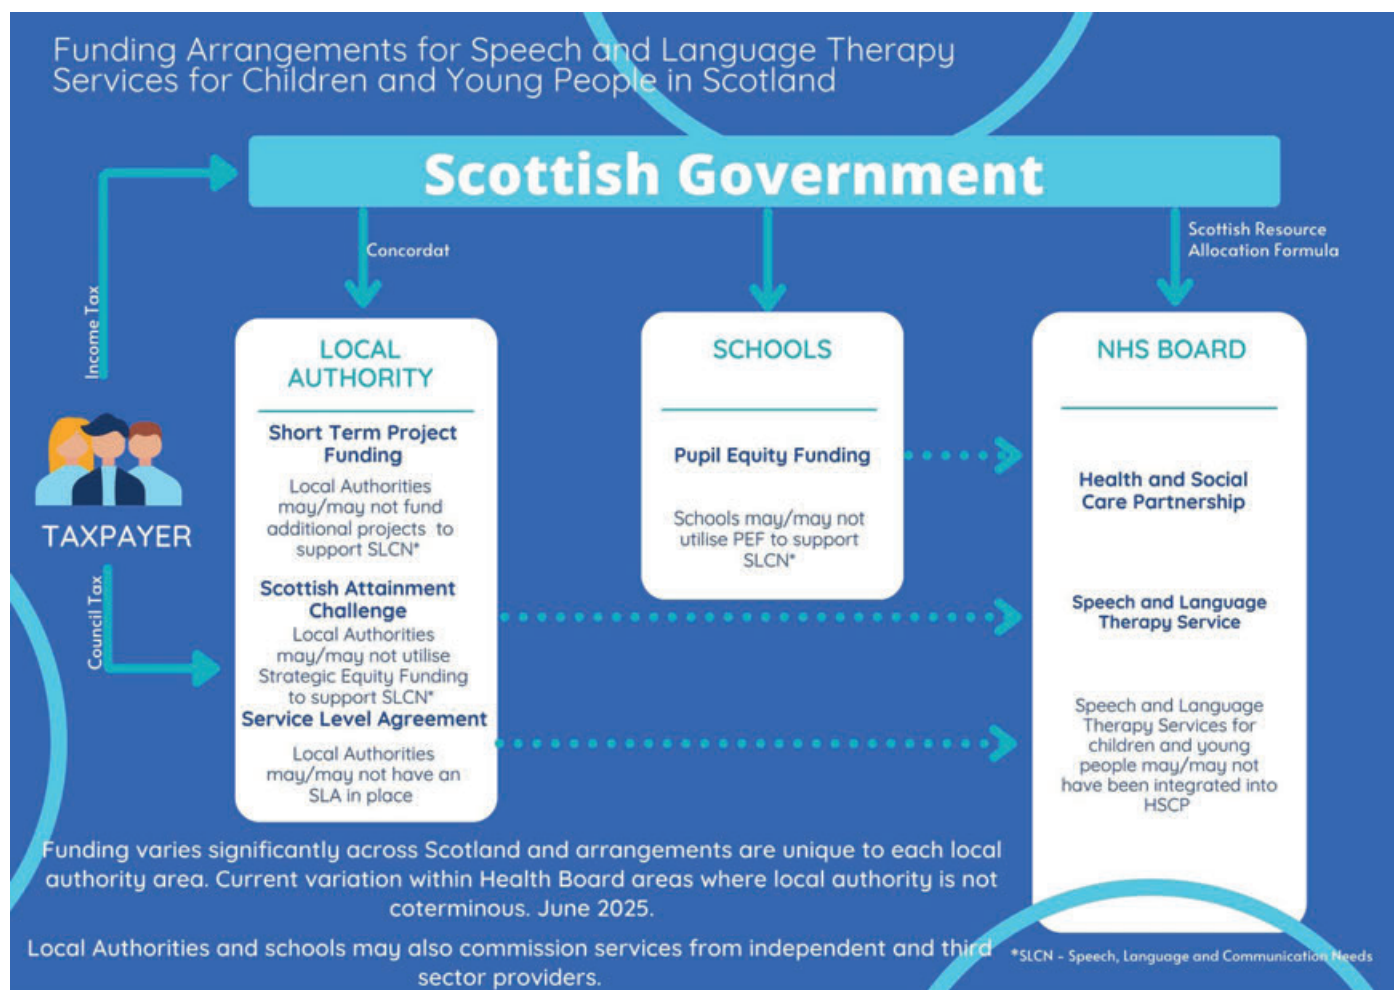 Funding Arrangements for Speech and Language Therapy
Services for Children and Young People in Scotland
Scottish Government
Income Tax
Concordat
Scottish Resource
Allocation Formula
TAXPAYER
Council Tax
LOCAL
AUTHORITY
Short Term Project
Funding
Local Authorities
may/may not fund
additional projects to
support SLCN*
Scottish Attainment
Challenge
Local Authorities
may/may not utilise
Strategic Equity Funding
to support SLCN*
Service Level Agreement
Local Authorities
may/may not have an
SLA in place
SCHOOLS
Pupil Equity Funding
Schools may/may not
utilise PEF to support
SLCN*
NHS BOARD
Health and Social
Care Partnership
Speech and Language
Therapy Service
Speech and Language
Therapy Services for
children and young
people may/may not
have been integrated into
HSCP
Funding varies significantly across Scotland and arrangements are unique to each local
authority area. Current variation within Health Board areas where local authority is not
coterminous. June 2025.
Local Authorities and schools may also commission services from independent and third
sector providers.
*SLCN - Speech, Language and Communication Needs